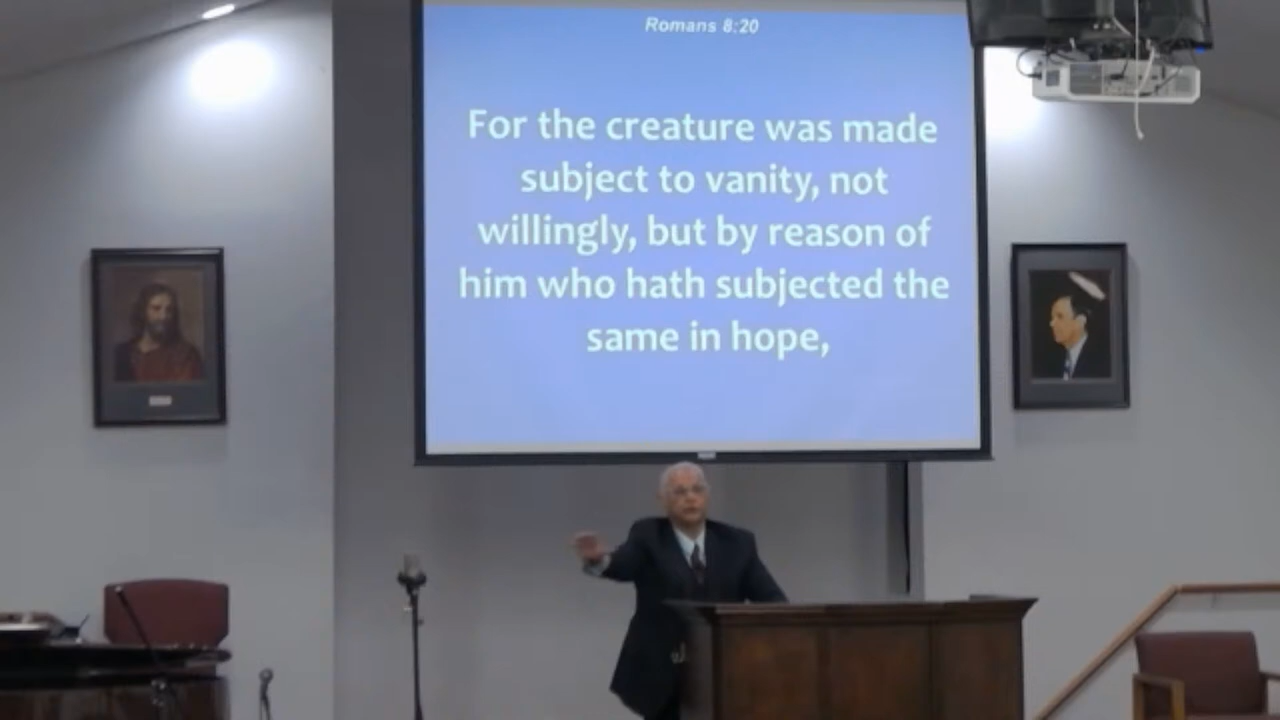 Romans 8:20
For the creature was made
subject to vanity, not
willingly, but by reason of
him who hath subjected the
same in hope,